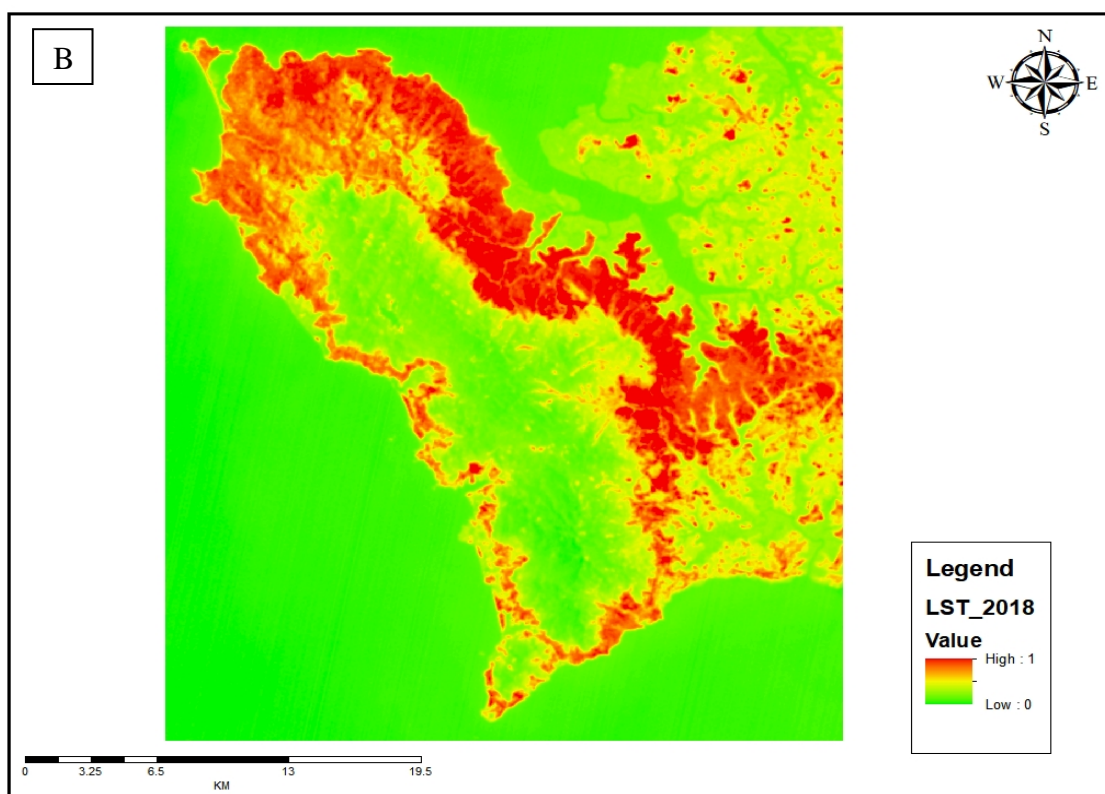 B
N
W E
S
Legend
LST_2018
Value
High : 1
Low : 0
0 3.25 6.5 13 19.5
KM